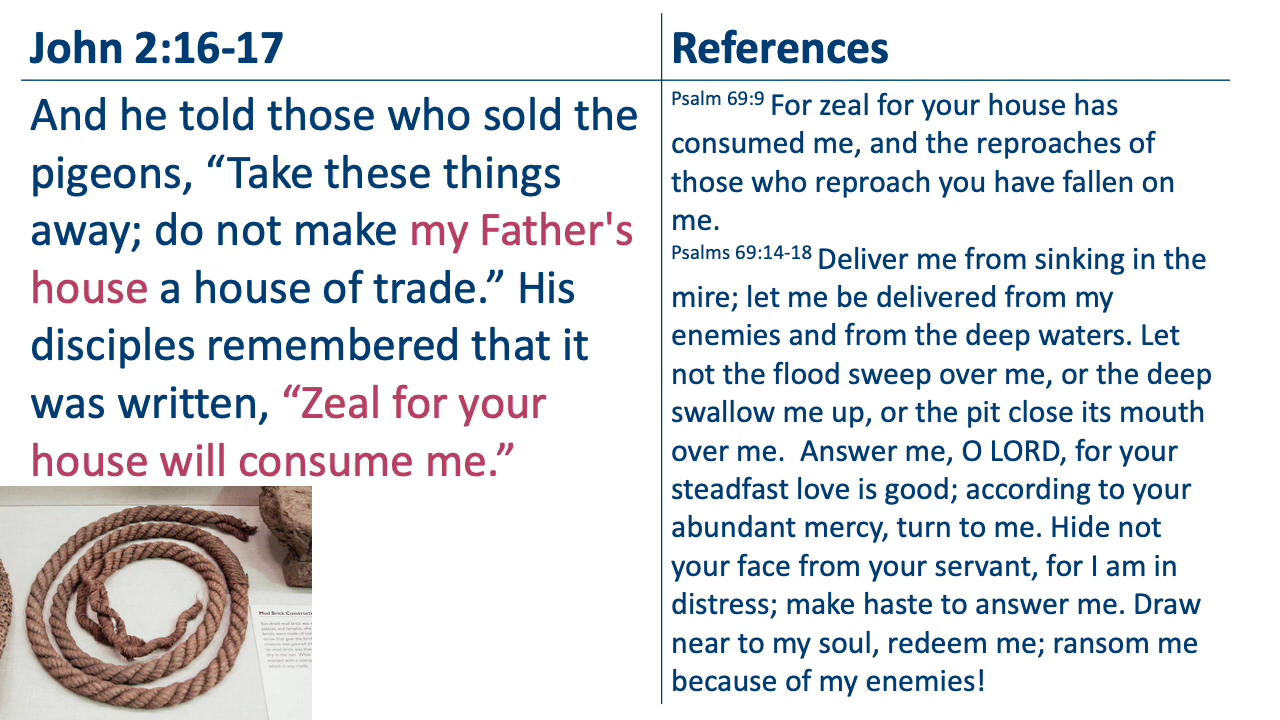 John 2:16-17
And he told those who sold the
pigeons, “Take these things
away; do not make my Father's
house a house of trade.” His
disciples remembered that it
was written, “Zeal for your
house will consume me.”
Mud Brick Constructi
References
Psalm 69:9 For zeal for your house has
consumed me, and the reproaches of
those who reproach you have fallen on
me.
Psalms 69:14-18 Deliver me from sinking in the
mire; let me be delivered from my
enemies and from the deep waters. Let
not the flood sweep over me, or the deep
swallow me up, or the pit close its mouth
over me.  Answer me, O LORD, for your
steadfast love is good; according to your
abundant mercy, turn to me. Hide not
your face from your servant, for I am in
distress; make haste to answer me. Draw
near to my soul, redeem me; ransom me
because of my enemies!